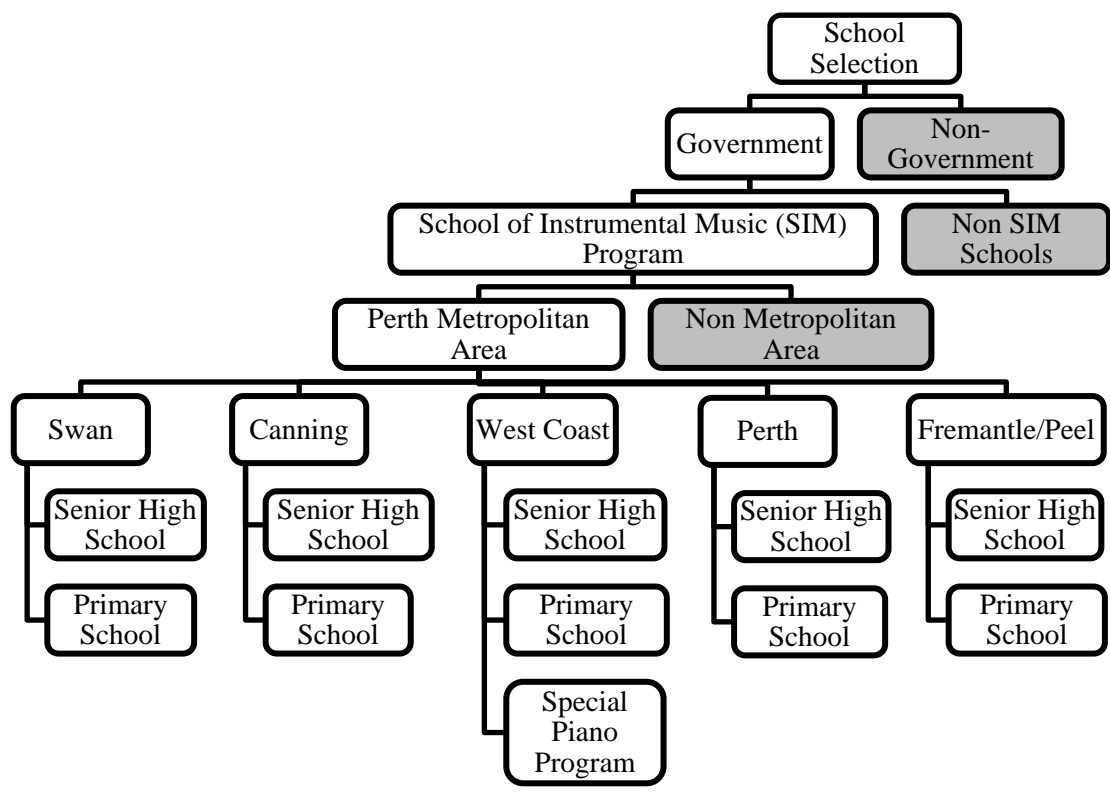 School
Selection
Government
Non-
Government
School of Instrumental Music (SIM)
Program
Non SIM
Schools
Perth Metropolitan
Area
Non Metropolitan
Area
Swan
Canning
West Coast
Perth
Fremantle/Peel
Senior High
School
Senior High
School
Senior High
School
Senior High
School
Senior High
School
Primary
School
Primary
School
Primary
School
Primary
School
Primary
School
Special
Piano
Program